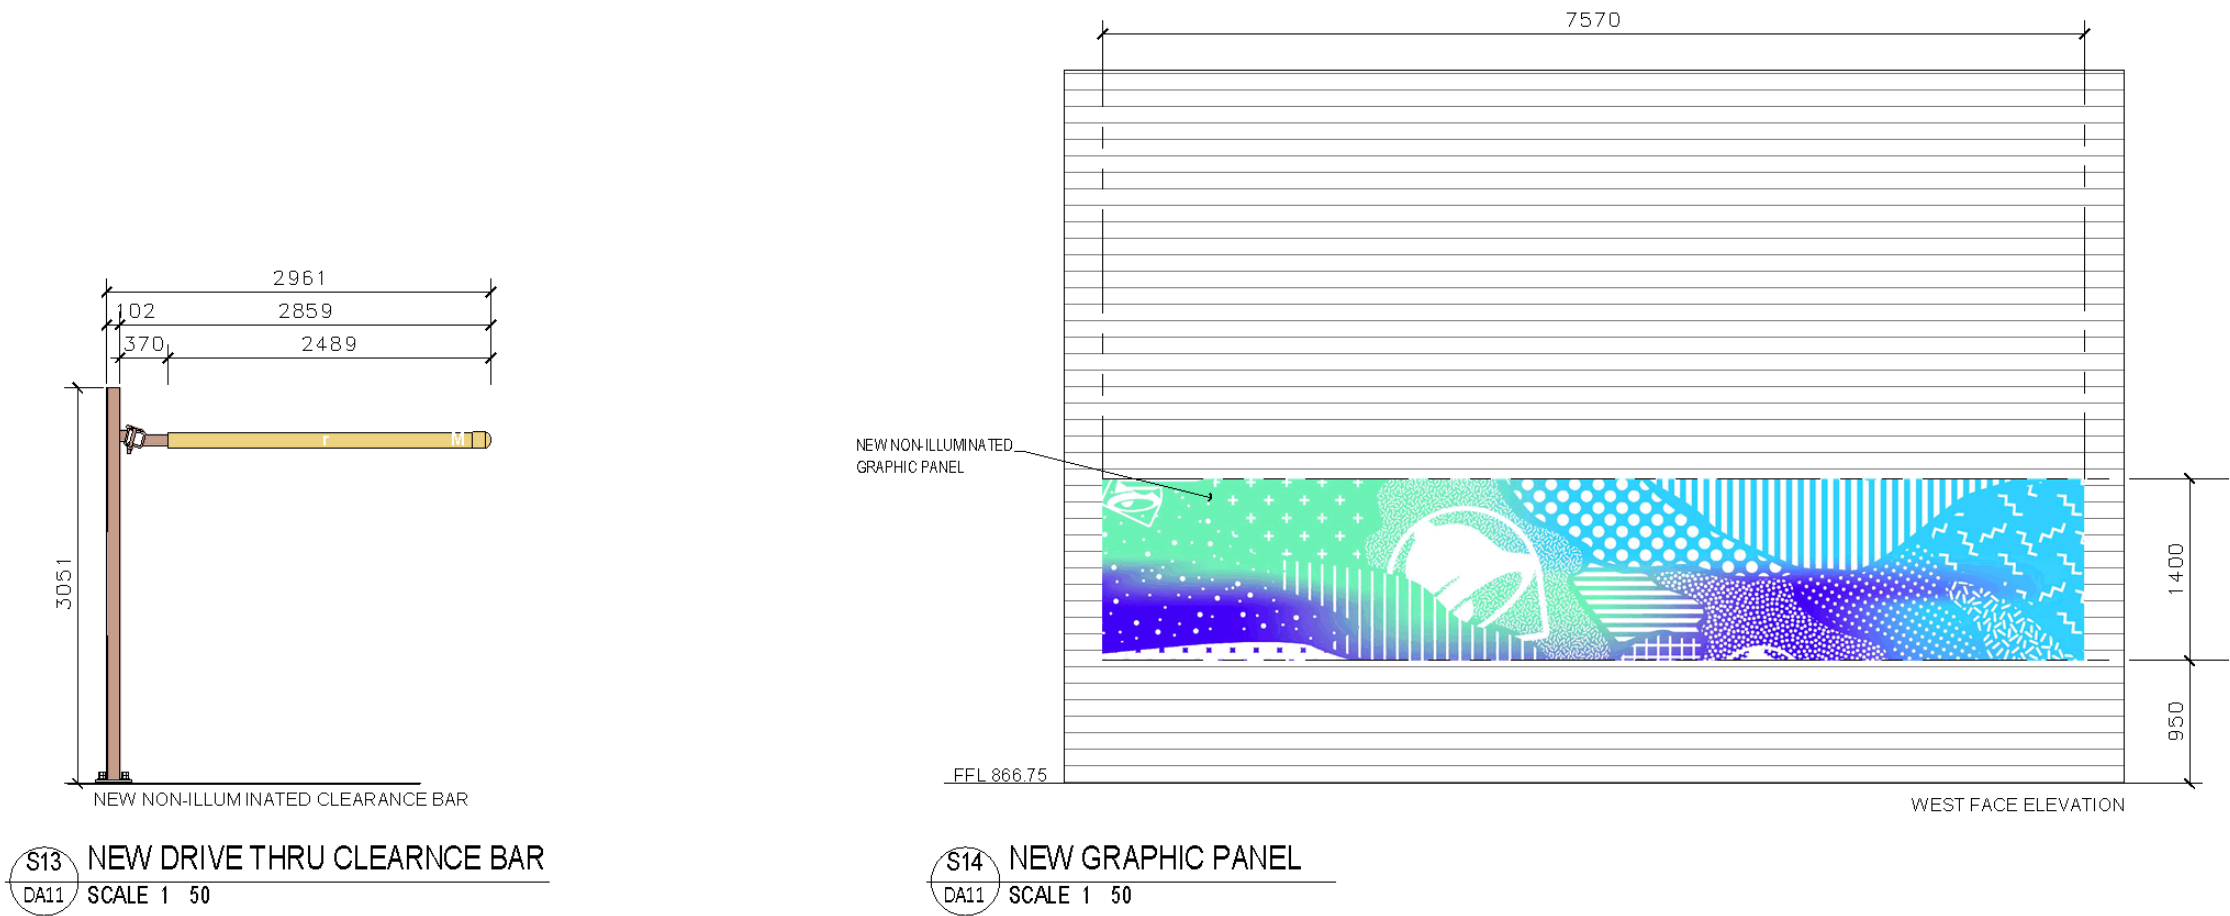 7570
2961
102 2859
370 2489
3051
r M
NEW NON-ILLUMINATED CLEARANCE BAR
S13 NEW DRIVE THRU CLEARNCE BAR
DA11 SCALE 1 50
NEW NON-ILLUMINATED
GRAPHIC PANEL
1400
950
FFL 866.75
WEST FACE ELEVATION
S14 NEW GRAPHIC PANEL
DA11 SCALE 1 50